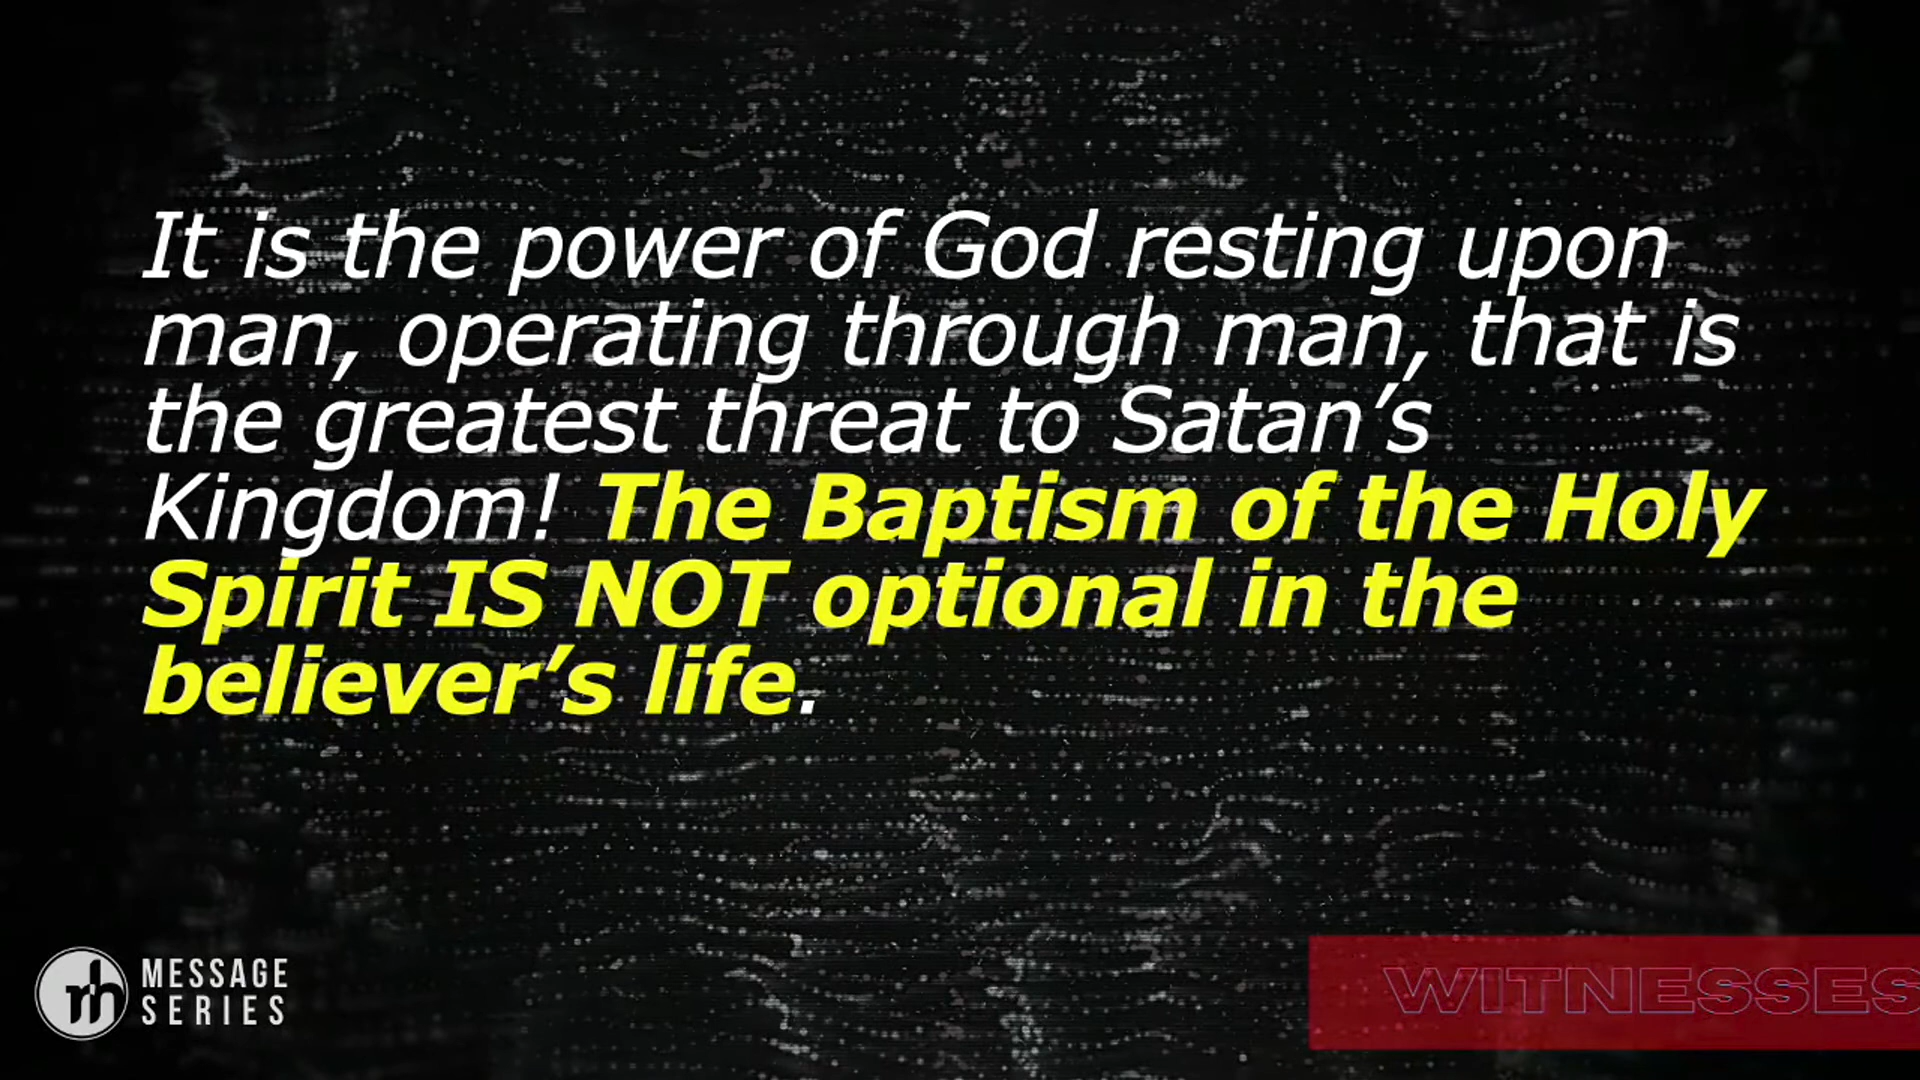 It is the power of God resting upon
man, operating through man, that is
the greatest threat to Satan’s
Kingdom! The Baptism of the Holy
Spirit IS NOT optional in the
believer’s life.
rh
MESSAGE
SERIES
WITNESSES